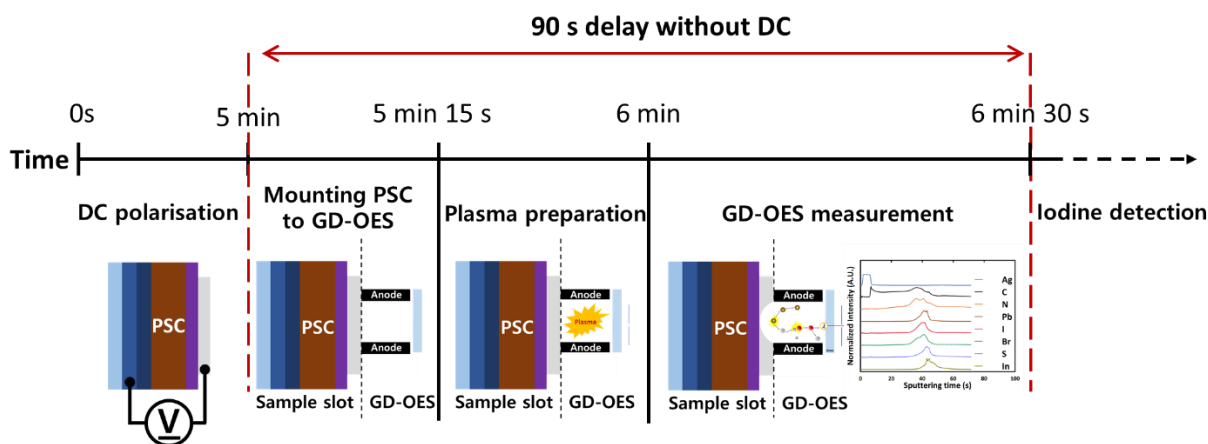 90 s delay without DC
0s
5 min
5 min 15 s
6 min
6 min 30 s
Time
DC polarisation
Mounting PSC
to GD-OES
Plasma preparation
GD-OES measurement
Iodine detection
PSC
V
PSC
Anode
Anode
Sample slot
GD-OES
PSC
Anode
Plasma
Anode
Sample slot
GD-OES
PSC
Anode
Anode
Sample slot
GD-OES
Normalized Intensity (A.U.)
Ag
C
N
Pb
I
Br
S
In
0 20 40 60 80 100
Sputtering time (s)